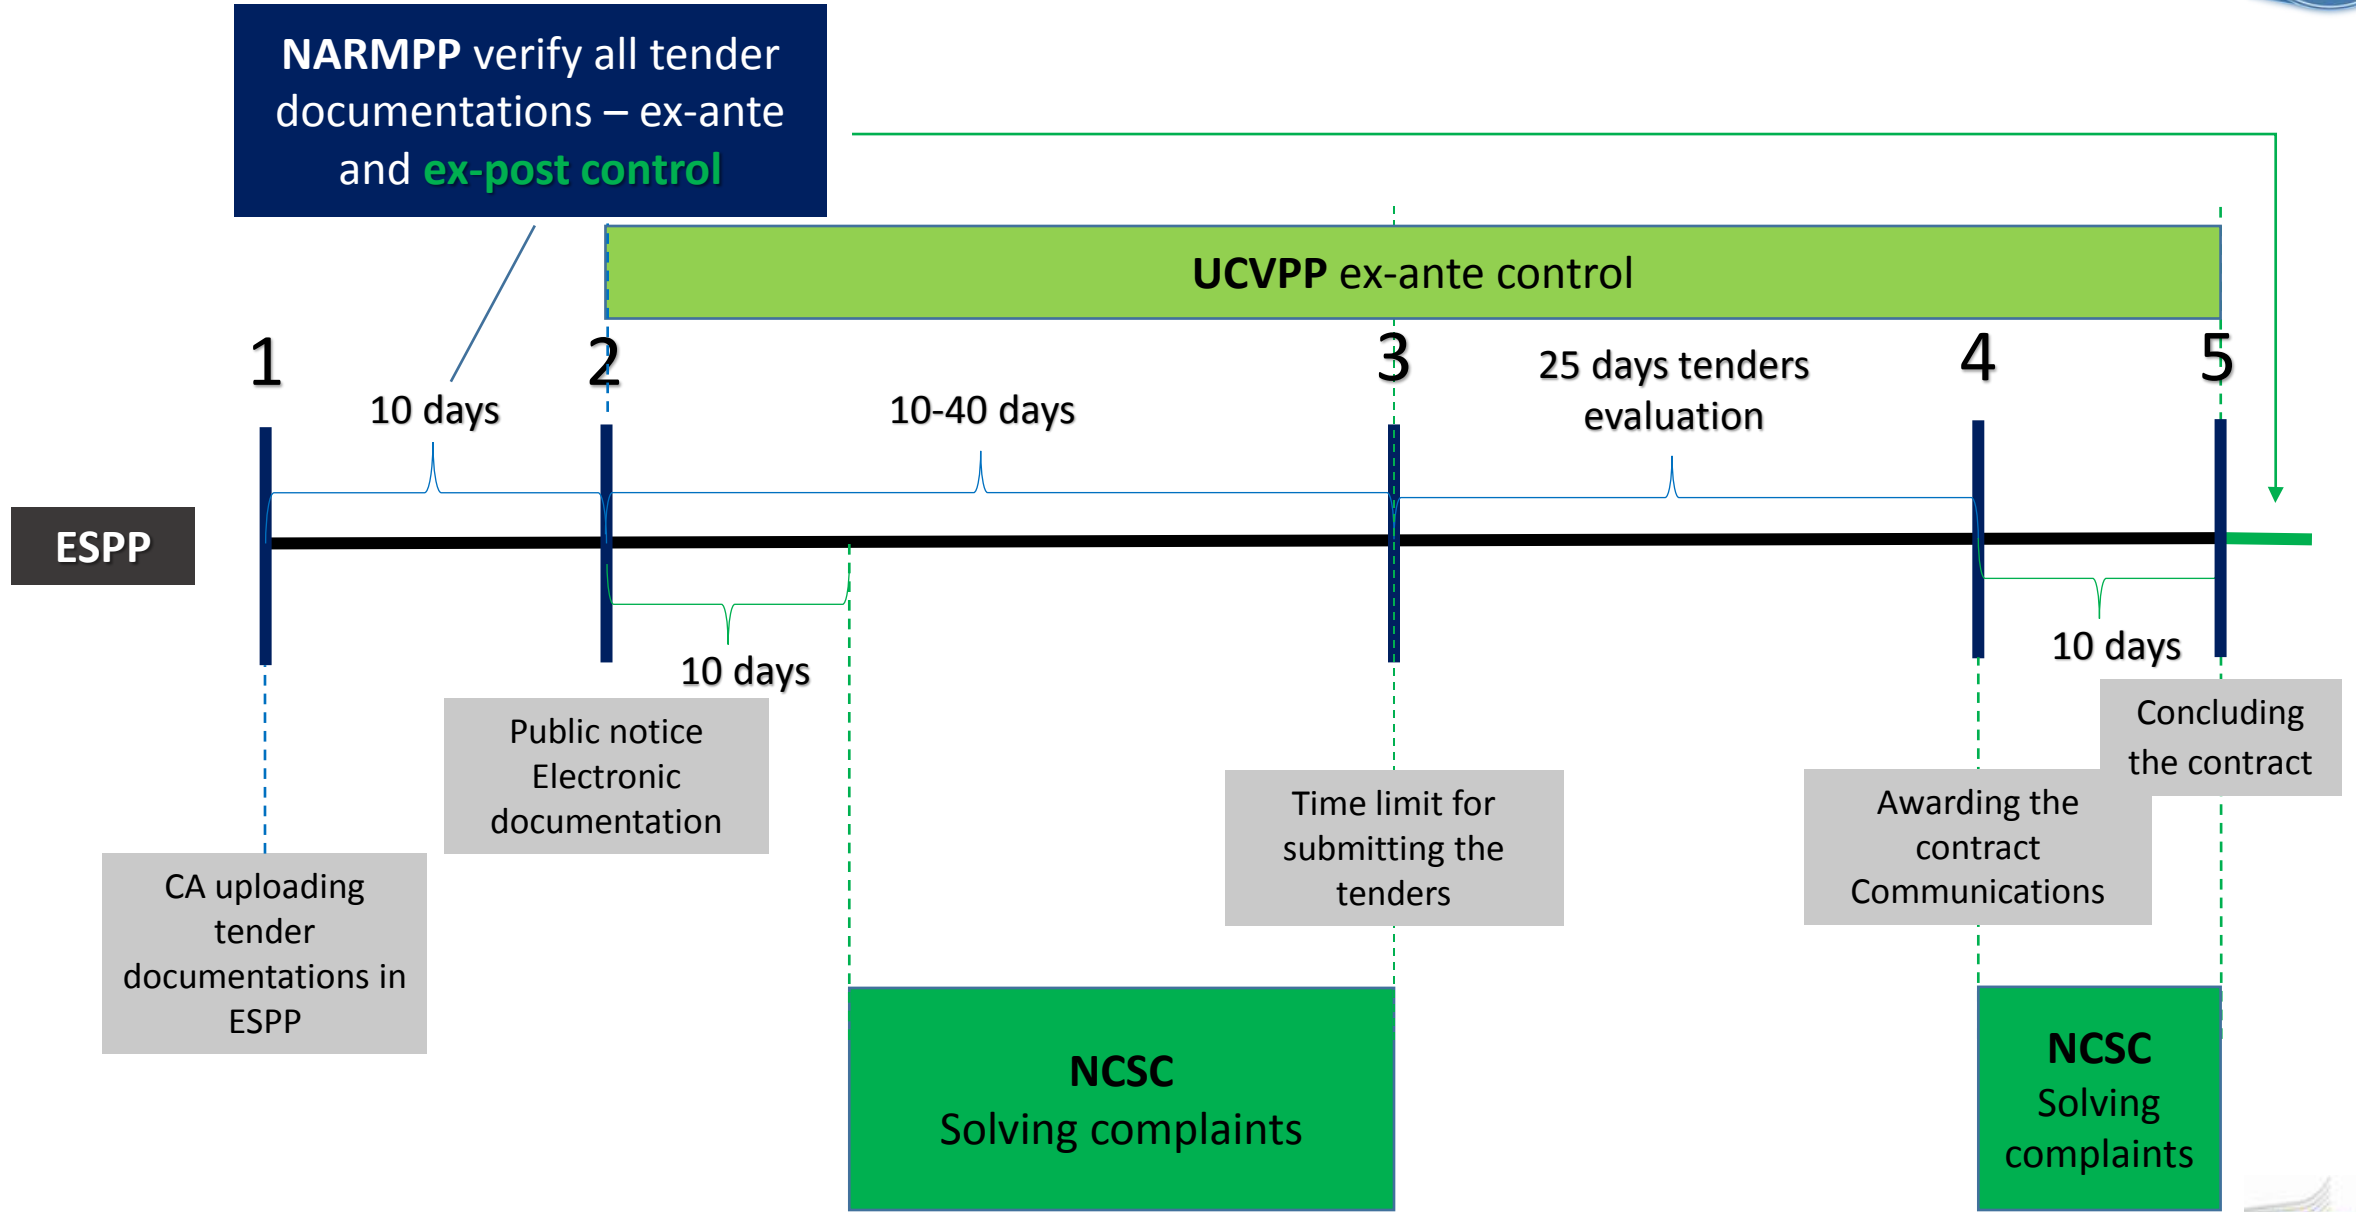 NARMPP verify all tender
documentations – ex-ante
and ex-post control
UCVPP ex-ante control
1
2
3
4
5
10 days
10-40 days
25 days tenders
evaluation
ESPP
10 days
10 days
Public notice
Electronic
documentation
Concluding
the contract
Time limit for
submitting the
tenders
Awarding the
contract
Communications
CA uploading
tender
documentations in
ESPP
NCSC
Solving complaints
NCSC
Solving
complaints